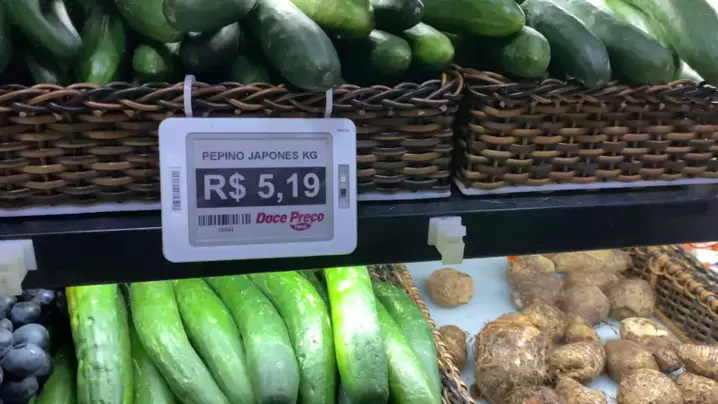 PEPINO JAPONES KG
R$ 5,19
Doce Preço